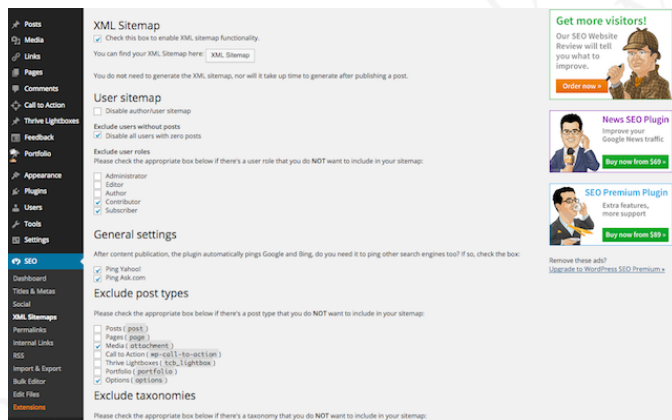 Posts
Media
Links
Pages
Comments
Call to Action
Thrive Lightboxes
Feedback
Portfolio
Appearance
Plugins
Users
Tools
Settings
SEO
Dashboard
Titles & Metas
Social
XML Sitemaps
Permalinks
Internal Links
RSS
Import & Export
Bulk Editor
Edit Files
Extensions
XML Sitemap
Check this box to enable XML sitemap functionality.
You can find your XML Sitemap here: XML Sitemap
You do not need to generate the XML sitemap, nor will it take up time to generate after publishing a post.
User sitemap
Disable author/user sitemap
Exclude users without posts
Disable all users with zero posts
Exclude user roles
Please check the appropriate box below if there's a user role that you do NOT want to include in your sitemap:
Administrator
Editor
Author
Contributor
Subscriber
General settings
After content publication, the plugin automatically pings Google and Bing, do you need it to ping other search engines too? If so, check the box:
Ping Yahoo!
Ping Ask.com
Exclude post types
Please check the appropriate box below if there's a post type that you do NOT want to include in your sitemap:
Posts (post)
Pages (page)
Media (attachment)
Call to Action (wp-call-to-action)
Thrive Lightboxes (tcb_lightbox)
Portfolio (portfolio)
Options (options)
Exclude taxonomies
Please check the appropriate box below if there's a taxonomy that you do NOT want to include in your sitemap:
Get more visitors!
Our SEO Website
Review will tell
you what to
improve.
Order now »
News SEO Plugin
Improve your
Google News traffic
Buy now from $69 »
SEO Premium Plugin
Extra features,
more support
Buy now from $89 »
Remove these ads?
Upgrade to WordPress SEO Premium »